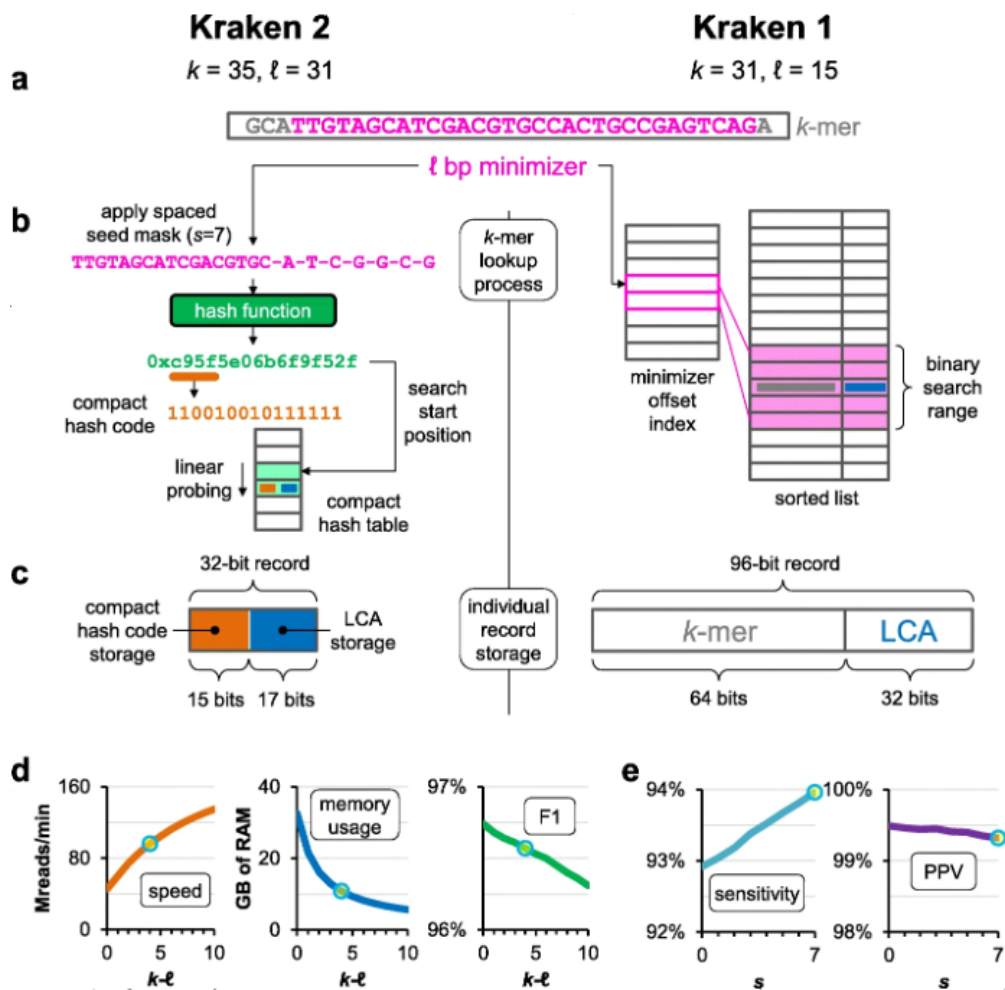 Kraken 2
Kraken 1
k = 35, ℓ = 31
k = 31, ℓ = 15
a
GCATTGTAGCATCGACGTGCCACTGCCGAGTCAGA
k-mer
ℓ bp minimizer
b
apply spaced
seed mask (s=7)
TTGTAGCATCGACGTGC-A-T-C-G-G-C-G
hash function
0xc95f5e06b6f9f52f
compact
hash code
110010010111111
search
start
position
linear
probing
compact
hash table
k-mer
lookup
process
minimizer
offset
index
binary
search
range
sorted list
c
32-bit record
compact
hash code
storage
LCA
storage
15 bits
17 bits
individual
record
storage
96-bit record
k-mer
LCA
64 bits
32 bits
d
Mreads/min
160
80
0
speed
0
5
10
k-ℓ
GB of RAM
40
20
0
memory
usage
0
5
10
k-ℓ
97%
96%
F1
0
5
10
k-ℓ
e
94%
93%
92%
sensitivity
0
7
s
100%
99%
98%
PPV
0
7
s